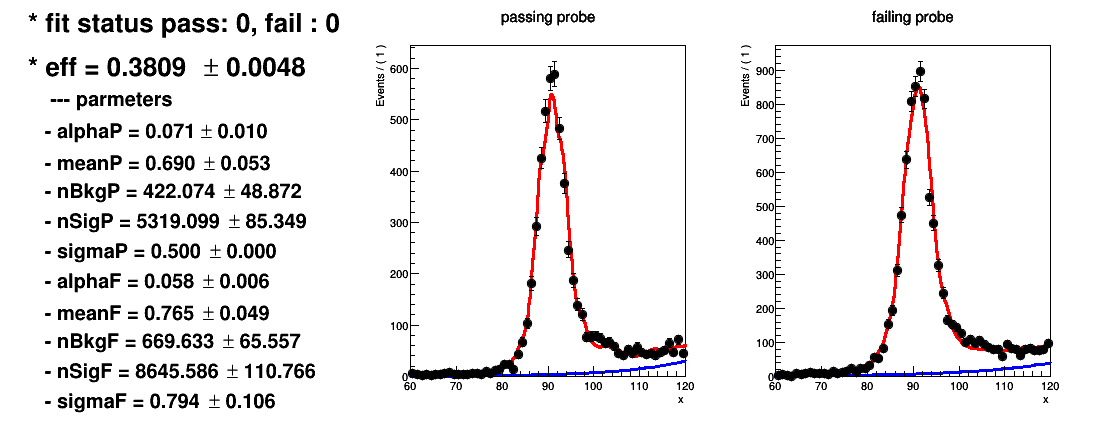 * fit status pass: 0, fail : 0
* eff = 0.3809 ± 0.0048
--- parmeters
- alphaP = 0.071 ± 0.010
- meanP = 0.690 ± 0.053
- nBkgP = 422.074 ± 48.872
- nSigP = 5319.099 ± 85.349
- sigmaP = 0.500 ± 0.000
- alphaF = 0.058 ± 0.006
- meanF = 0.765 ± 0.049
- nBkgF = 669.633 ± 65.557
- nSigF = 8645.586 ± 110.766
- sigmaF = 0.794 ± 0.106
passing probe
Events / ( 1 )
600
500
400
300
200
100
0
60 70 80 90 100 110 120
x
failing probe
Events / ( 1 )
900
800
700
600
500
400
300
200
100
0
60 70 80 90 100 110 120
x